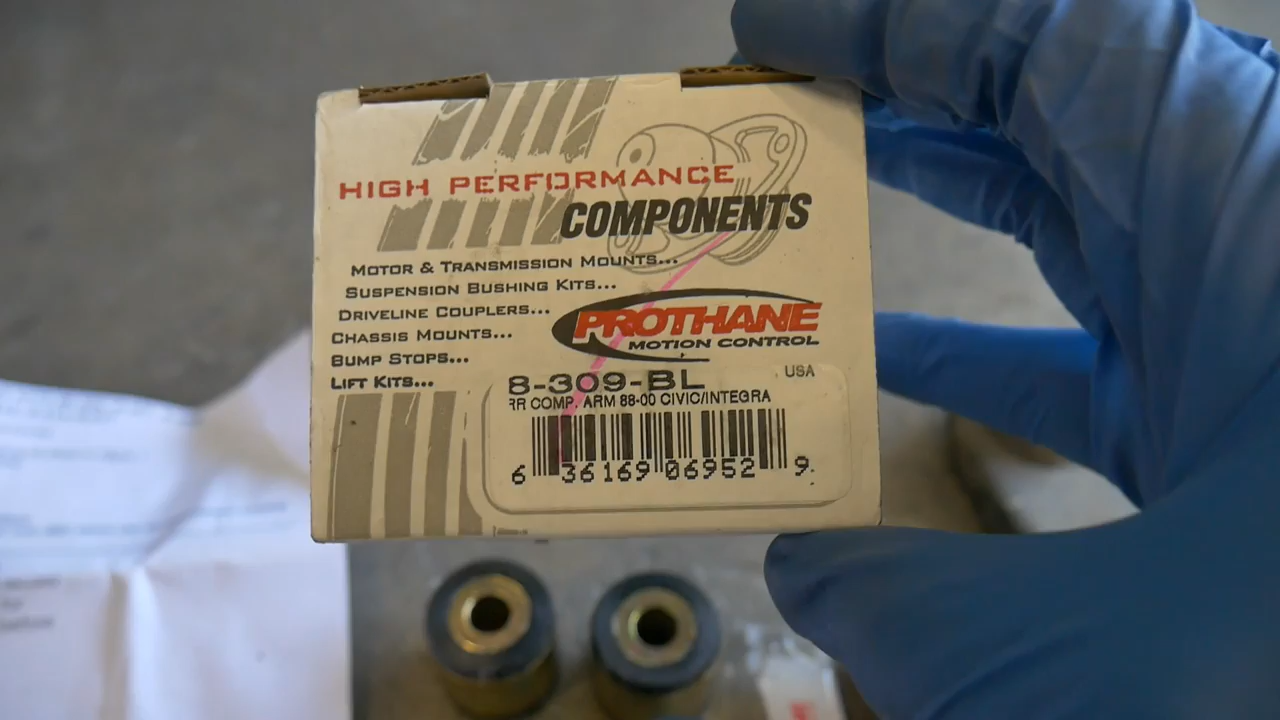 HIGH PERFORMANCE
COMPONENTS
MOTOR & TRANSMISSION MOUNTS...
SUSPENSION BUSHING KITS...
DRIVELINE COUPLERS...
CHASSIS MOUNTS...
BUMP STOPS...
LIFT KITS...
PROTHANE
MOTION CONTROL
8-309-BL
USA
RR COMP. ARM 88-00 CIVIC/INTEGRA
6 36169 06952 9